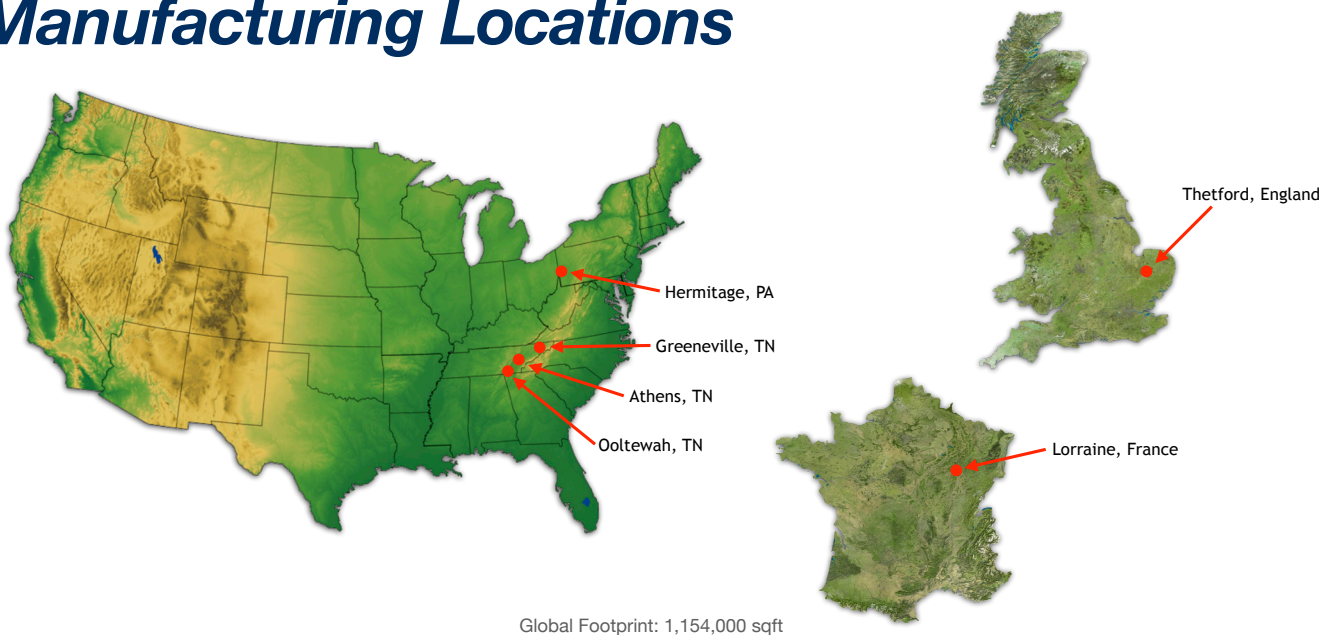 Manufacturing Locations
Thetford, England
Hermitage, PA
Greeneville, TN
Athens, TN
Ooltewah, TN
Lorraine, France
Global Footprint: 1,154,000 sqft